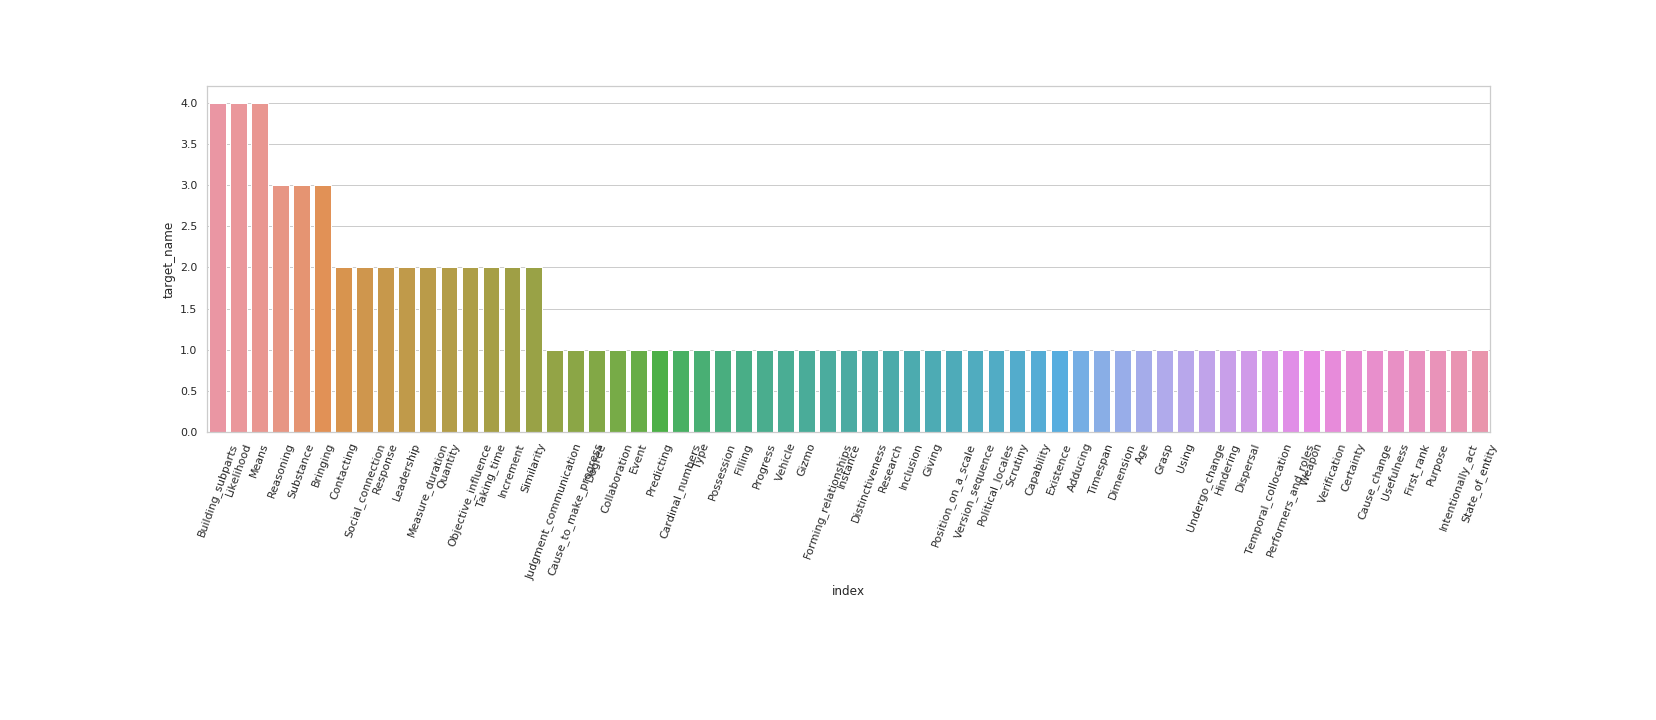 4.0
3.5
3.0
2.5
2.0
1.5
1.0
0.5
0.0
target_name
Building_subparts
Likelihood
Means
Reasoning
Substance
Bringing
Contacting
Social_connection
Response
Leadership
Measure_duration
Quantity
Objective_influence
Taking_time
Increment
Similarity
Judgment_communication
Cause_to_make_progress
Degree
Collaboration
Event
Predicting
Cardinal_numbers
Type
Possession
Filling
Progress
Vehicle
Gizmo
Forming_relationships
Instance
Distinctiveness
Research
Inclusion
Giving
Position_on_a_scale
Version_sequence
Political_locales
Scrutiny
Capability
Existence
Adducing
Timespan
Dimension
Age
Grasp
Using
Undergo_change
Hindering
Dispersal
Temporal_collocation
Performers_and_roles
Weapon
Verification
Certainty
Cause_change
Usefulness
First_rank
Purpose
Intentionally_act
State_of_entity
index